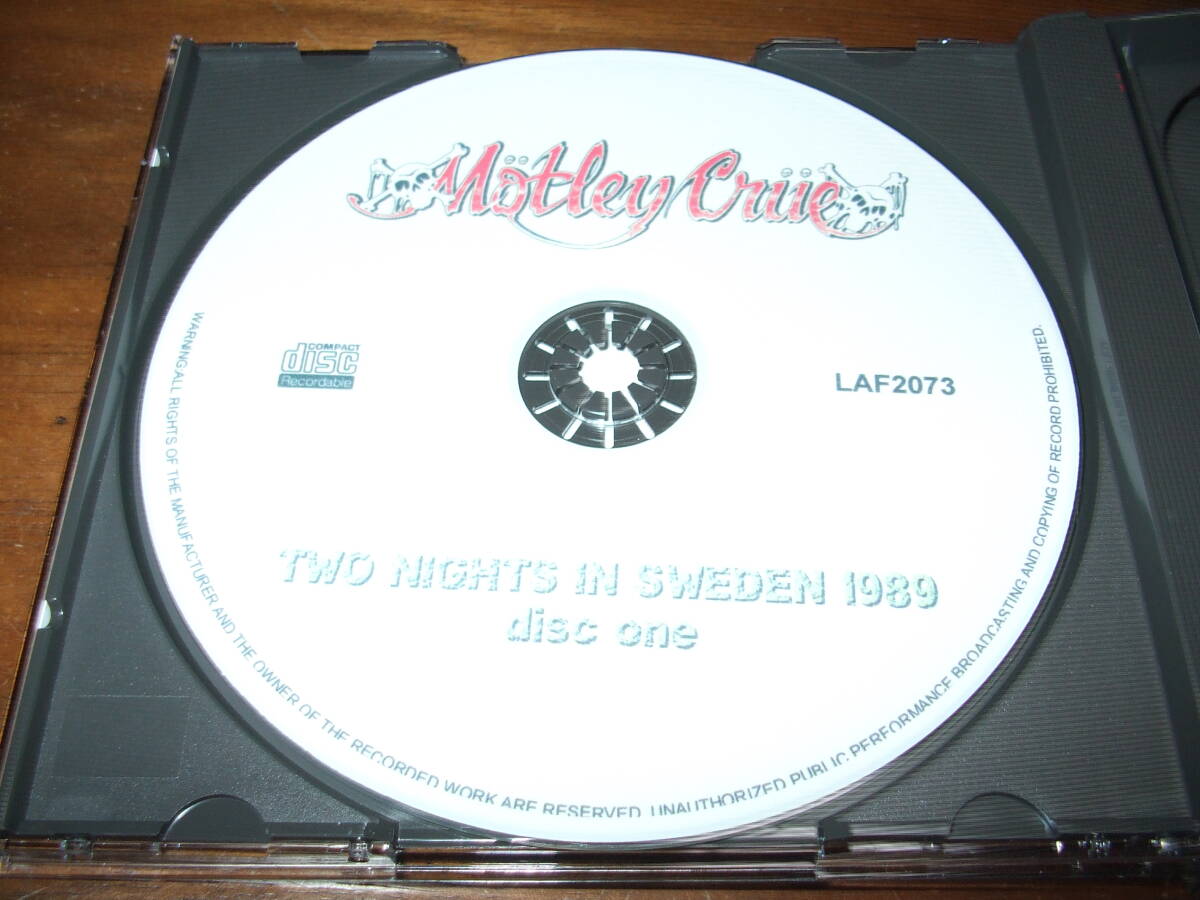 Mötley Crüe
COMPACT
disc
Recordable
LAF2073
TWO NIGHTS IN SWEDEN 1989
disc one
WARNING:ALL RIGHTS OF THE MANUFACTURER AND THE OWNER OF THE RECORDED WORK ARE RESERVED. UNAUTHORIZED PUBLIC PERFORMANCE BROADCASTING AND COPYING OF RECORD PROHIBITED.